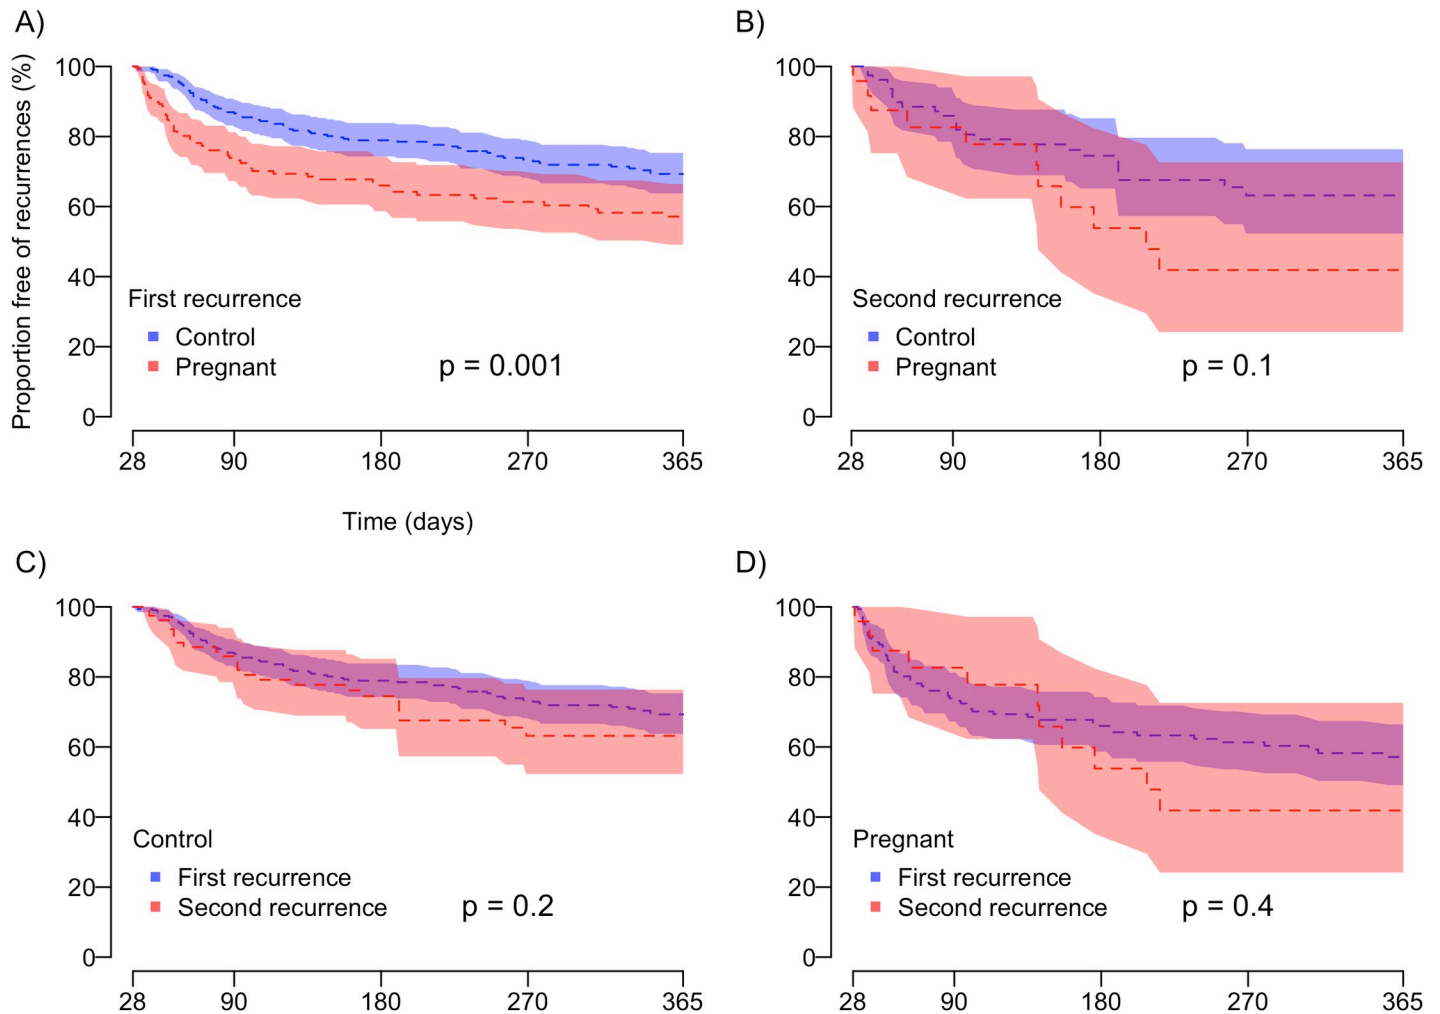 A)
Proportion free of recurrences (%)
100
80
60
40
20
0
First recurrence
Control
Pregnant
p = 0.001
28 90 180 270 365
Time (days)
B)
100
80
60
40
20
0
Second recurrence
Control
Pregnant
p = 0.1
28 90 180 270 365
C)
100
80
60
40
20
0
Control
First recurrence
Second recurrence
p = 0.2
28 90 180 270 365
D)
100
80
60
40
20
0
Pregnant
First recurrence
Second recurrence
p = 0.4
28 90 180 270 365